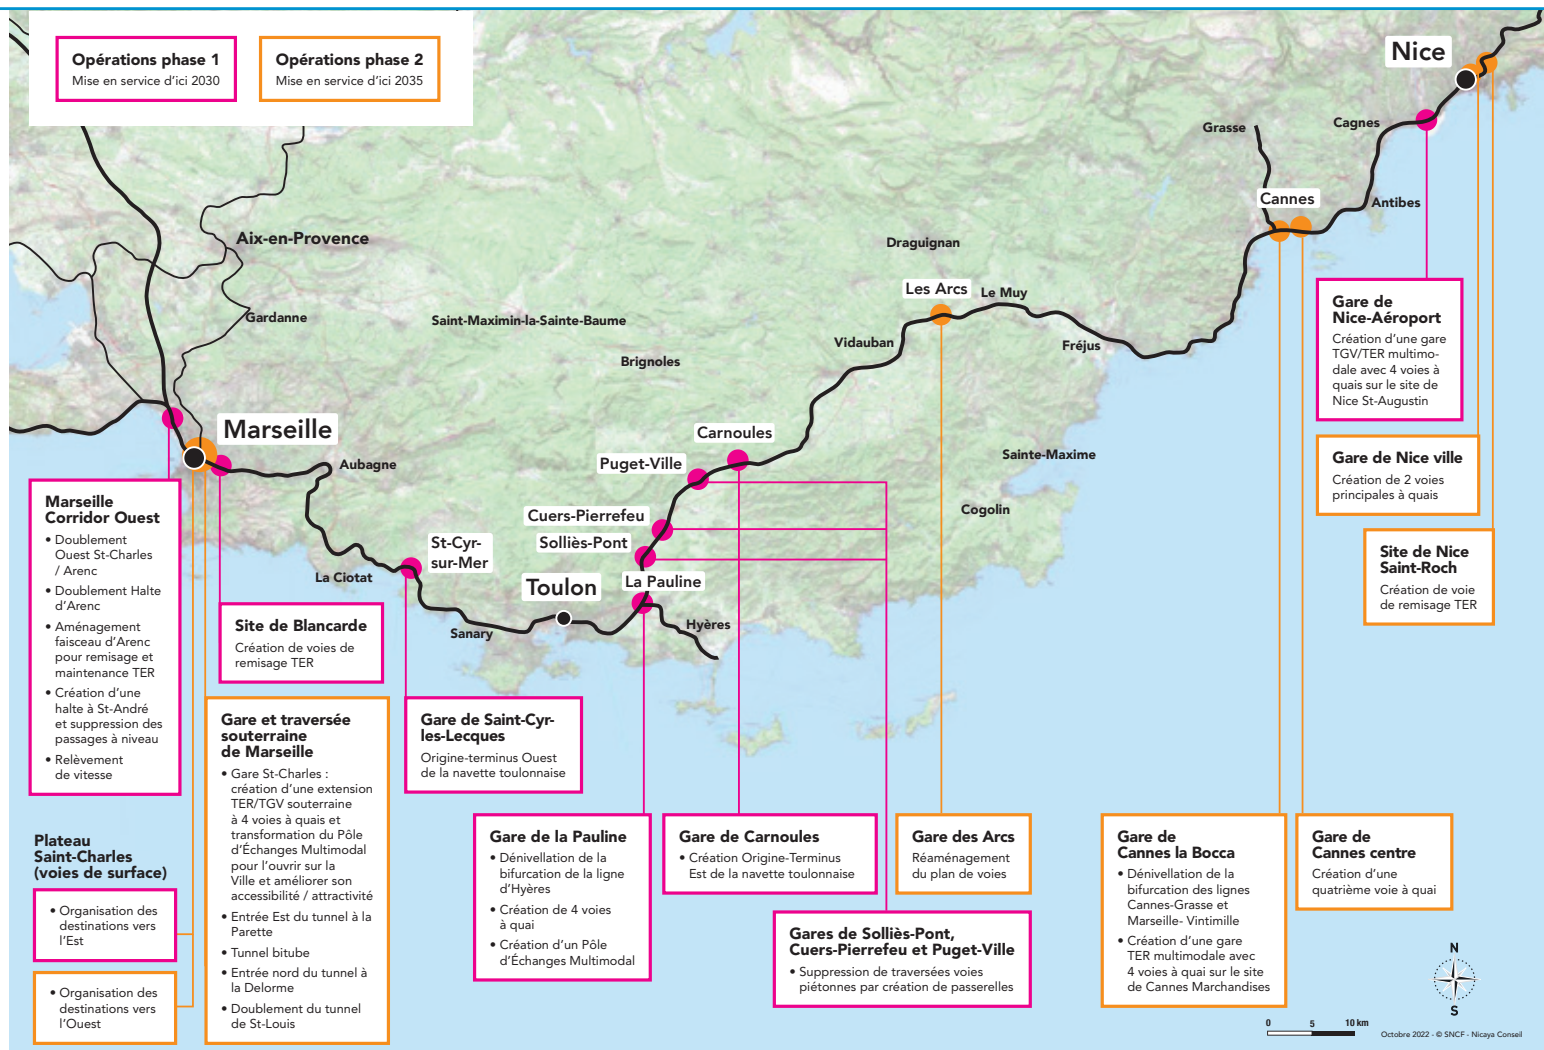 Opérations phase 1
Mise en service d’ici 2030
Opérations phase 2
Mise en service d’ici 2035
Nice
Grasse
Cagnes
Cannes
Antibes
Aix-en-Provence
Draguignan
Les Arcs
Le Muy
Gardanne
Saint-Maximin-la-Sainte-Baume
Vidauban
Fréjus
Brignoles
Marseille
Carnoules
Aubagne
Puget-Ville
Sainte-Maxime
Cuers-Pierrefeu
Cogolin
Solliès-Pont
St-Cyr-
sur-Mer
La Ciotat
Toulon
La Pauline
Sanary
Hyères
Gare de
Nice-Aéroport
Création d’une gare
TGV/TER multimo-
dale avec 4 voies à
quais sur le site de
Nice St-Augustin
Gare de Nice ville
Création de 2 voies
principales à quais
Site de Nice
Saint-Roch
Création de voie
de remisage TER
Marseille
Corridor Ouest
• Doublement
Ouest St-Charles
/ Arenc
• Doublement Halte
d’Arenc
• Aménagement
faisceau d’Arenc
pour remisage et
maintenance TER
• Création d’une
halte à St-André
et suppression des
passages à niveau
• Relèvement
de vitesse
Site de Blancarde
Création de voies de
remisage TER
Gare et traversée
souterraine
de Marseille
• Gare St-Charles :
création d’une extension
TER/TGV souterraine
à 4 voies à quais et
transformation du Pôle
d’Échanges Multimodal
pour l’ouvrir sur la
Ville et améliorer son
accessibilité / attractivité
• Entrée Est du tunnel à la
Parette
• Tunnel bitube
• Entrée nord du tunnel à
la Delorme
• Doublement du tunnel
de St-Louis
Gare de Saint-Cyr-
les-Lecques
Origine-terminus Ouest
de la navette toulonnaise
Plateau
Saint-Charles
(voies de surface)
• Organisation des
destinations vers
l’Est
• Organisation des
destinations vers
l’Ouest
Gare de la Pauline
• Dénivellation de la
bifurcation de la ligne
d’Hyères
• Création de 4 voies
à quai
• Création d’un Pôle
d’Échanges Multimodal
Gare de Carnoules
• Création Origine-Terminus
Est de la navette toulonnaise
Gares de Solliès-Pont,
Cuers-Pierrefeu et Puget-Ville
• Suppression de traversées voies
piétonnes par création de passerelles
Gare des Arcs
Réaménagement
du plan de voies
Gare de
Cannes la Bocca
• Dénivellation de la
bifurcation des lignes
Cannes-Grasse et
Marseille- Vintimille
• Création d’une gare
TER multimodale avec
4 voies à quai sur le site
de Cannes Marchandises
Gare de
Cannes centre
Création d’une
quatrième voie à quai
N
S
0 5 10 km
Octobre 2022 - © SNCF - Nicaya Conseil